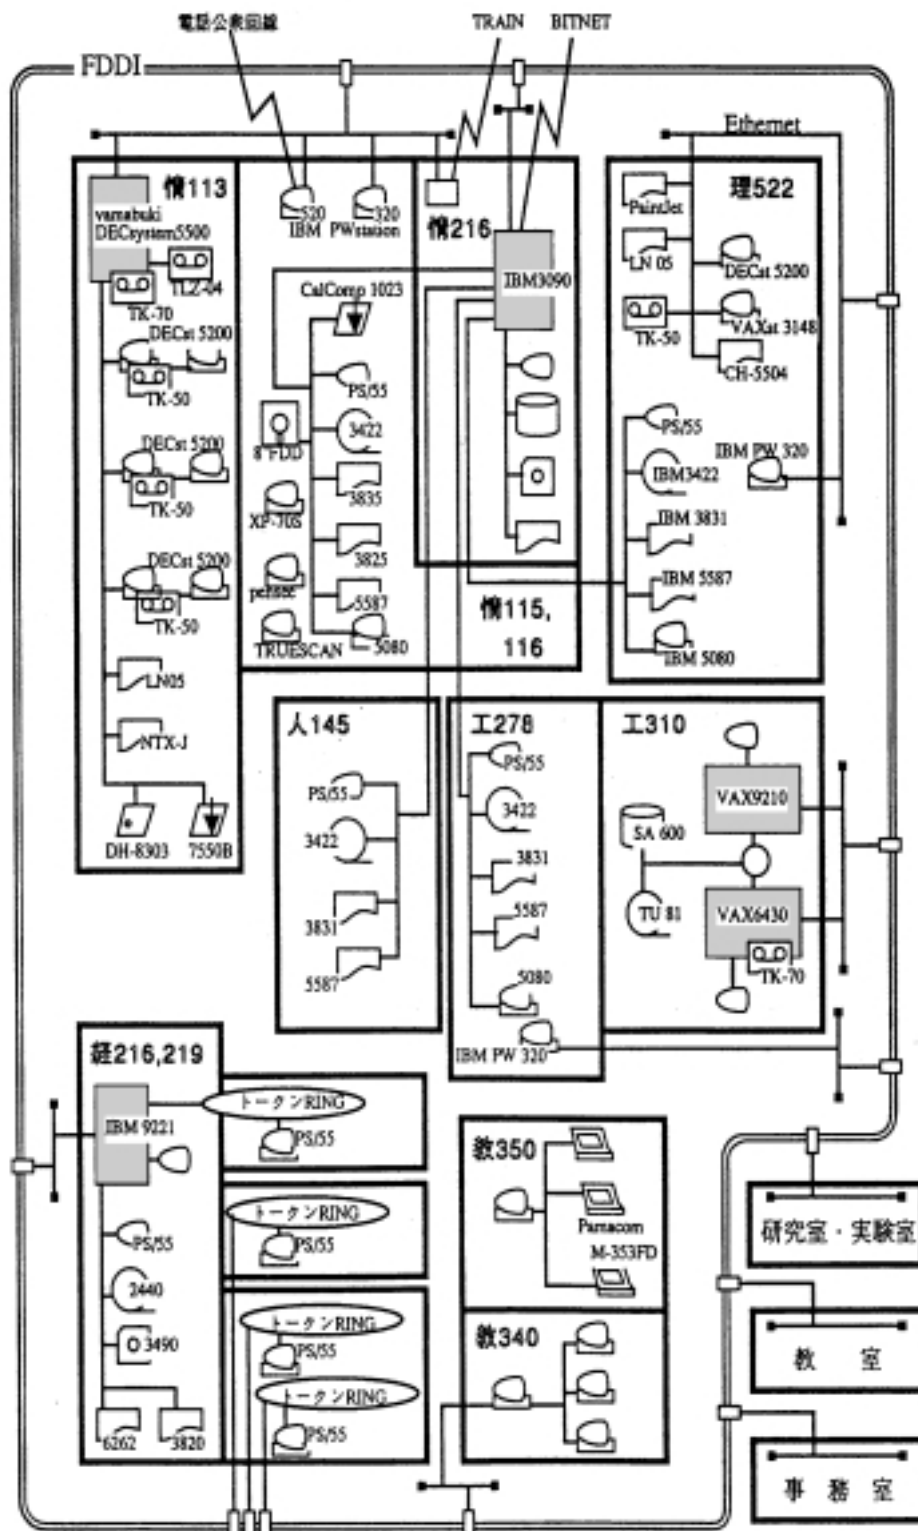 電話公衆回線
TRAIN
BITNET
FDDI
Ethernet
情113
yamabuki
DECsystem5500
TLZ-04
TK-70
DECst 5200
TK-50
DECst 5200
TK-50
DECst 5200
TK-50
LN05
NTX-J
DH-8303
7550B
520
320
IBM PWstation
CalComp 1023
PS/55
8"FDD
3422
3835
XP-70S
3825
pensee
5587
TRUESCAN
5080
情115,
116
情216
IBM3090
理522
PaintJet
LN 05
DECst 5200
TK-50
VAXst 3148
CH-5504
PS/55
IBM PW 320
IBM3422
IBM 3831
IBM 5587
IBM 5080
人145
PS/55
3422
3831
5587
工278
PS/55
3422
3831
5587
5080
IBM PW 320
工310
VAX9210
SA 600
TU 81
VAX6430
TK-70
経216,219
IBM 9221
トークンRING
PS/55
PS/55
2440
3490
6262
3820
トークンRING
PS/55
トークンRING
PS/55
トークンRING
PS/55
教350
Panacom
M-353FD
教340
研究室・実験室
教 室
事 務 室